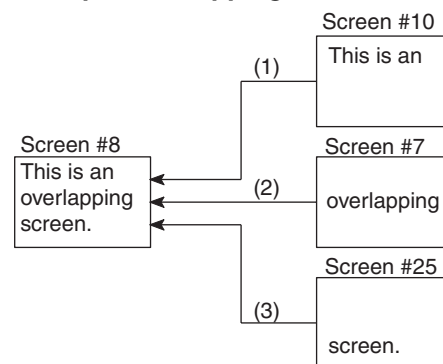 Screen #10
This is an
(1)
Screen #8
This is an
overlapping
screen.
Screen #7
(2)
overlapping
Screen #25
(3)
screen.